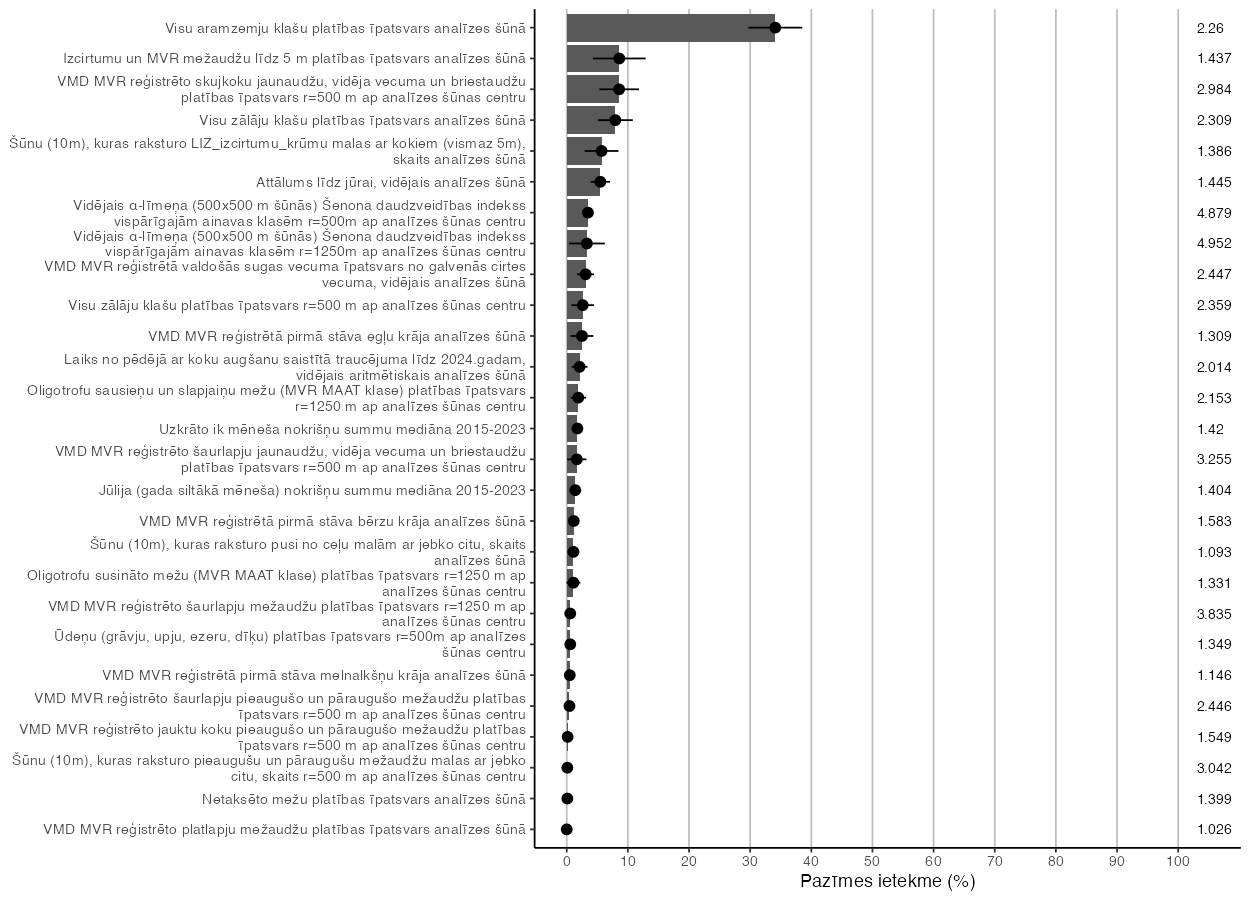 Visu aramzemju klašu platības īpatsvars analīzes šūnā 2.26
Izcirtumu un MVR mežaudžu līdz 5 m platības īpatsvars analīzes šūnā 1.437
VMD MVR reģistrēto skujkoku jaunaudžu, vidēja vecuma un briestaudžu
platības īpatsvars r=500 m ap analīzes šūnas centru 2.984
Visu zālāju klašu platības īpatsvars analīzes šūnā 2.309
Šūnu (10m), kuras raksturo LIZ_izcirtumu_krūmu malas ar kokiem (vismaz 5m),
skaits analīzes šūnā 1.386
Attālums līdz jūrai, vidējais analīzes šūnā 1.445
Vidējais α-līmeņa (500x500 m šūnās) Šenona daudzveidības indekss
vispārīgajām ainavas klasēm r=500m ap analīzes šūnas centru 4.879
Vidējais α-līmeņa (500x500 m šūnās) Šenona daudzveidības indekss
vispārīgajām ainavas klasēm r=1250m ap analīzes šūnas centru 4.952
VMD MVR reģistrētā valdošās sugas vecuma īpatsvars no galvenās cirtes
vecuma, vidējais analīzes šūnā 2.447
Visu zālāju klašu platības īpatsvars r=500 m ap analīzes šūnas centru 2.359
VMD MVR reģistrētā pirmā stāva egļu krāja analīzes šūnā 1.309
Laiks no pēdējā ar koku augšanu saistītā traucējuma līdz 2024.gadam,
vidējais aritmētiskais analīzes šūnā 2.014
Oligotrofu sausieņu un slapjaiņu mežu (MVR MAAT klase) platības īpatsvars
r=1250 m ap analīzes šūnas centru 2.153
Uzkrāto ik mēneša nokrišņu summu mediāna 2015-2023 1.42
VMD MVR reģistrēto šaurlapju jaunaudžu, vidēja vecuma un briestaudžu
platības īpatsvars r=500 m ap analīzes šūnas centru 3.255
Jūlija (gada siltākā mēneša) nokrišņu summu mediāna 2015-2023 1.404
VMD MVR reģistrētā pirmā stāva bērzu krāja analīzes šūnā 1.583
Šūnu (10m), kuras raksturo pusi no ceļu malām ar jebko citu, skaits
analīzes šūnā 1.093
Oligotrofu susināto mežu (MVR MAAT klase) platības īpatsvars r=1250 m ap
analīzes šūnas centru 1.331
VMD MVR reģistrēto šaurlapju mežaudžu platības īpatsvars r=1250 m ap
analīzes šūnas centru 3.835
Ūdeņu (grāvju, upju, ezeru, dīķu) platības īpatsvars r=500m ap analīzes
šūnas centru 1.349
VMD MVR reģistrētā pirmā stāva melnalkšņu krāja analīzes šūnā 1.146
VMD MVR reģistrēto šaurlapju pieaugušo un pāraugušo mežaudžu platības
īpatsvars r=500 m ap analīzes šūnas centru 2.446
VMD MVR reģistrēto jauktu koku pieaugušo un pāraugušo mežaudžu platības
īpatsvars r=500 m ap analīzes šūnas centru 1.549
Šūnu (10m), kuras raksturo pieaugušu un pāraugušu mežaudžu malas ar jebko
citu, skaits r=500 m ap analīzes šūnas centru 3.042
Netaksēto mežu platības īpatsvars analīzes šūnā 1.399
VMD MVR reģistrēto platlapju mežaudžu platības īpatsvars analīzes šūnā 1.026
0 10 20 30 40 50 60 70 80 90 100
Pazīmes ietekme (%)